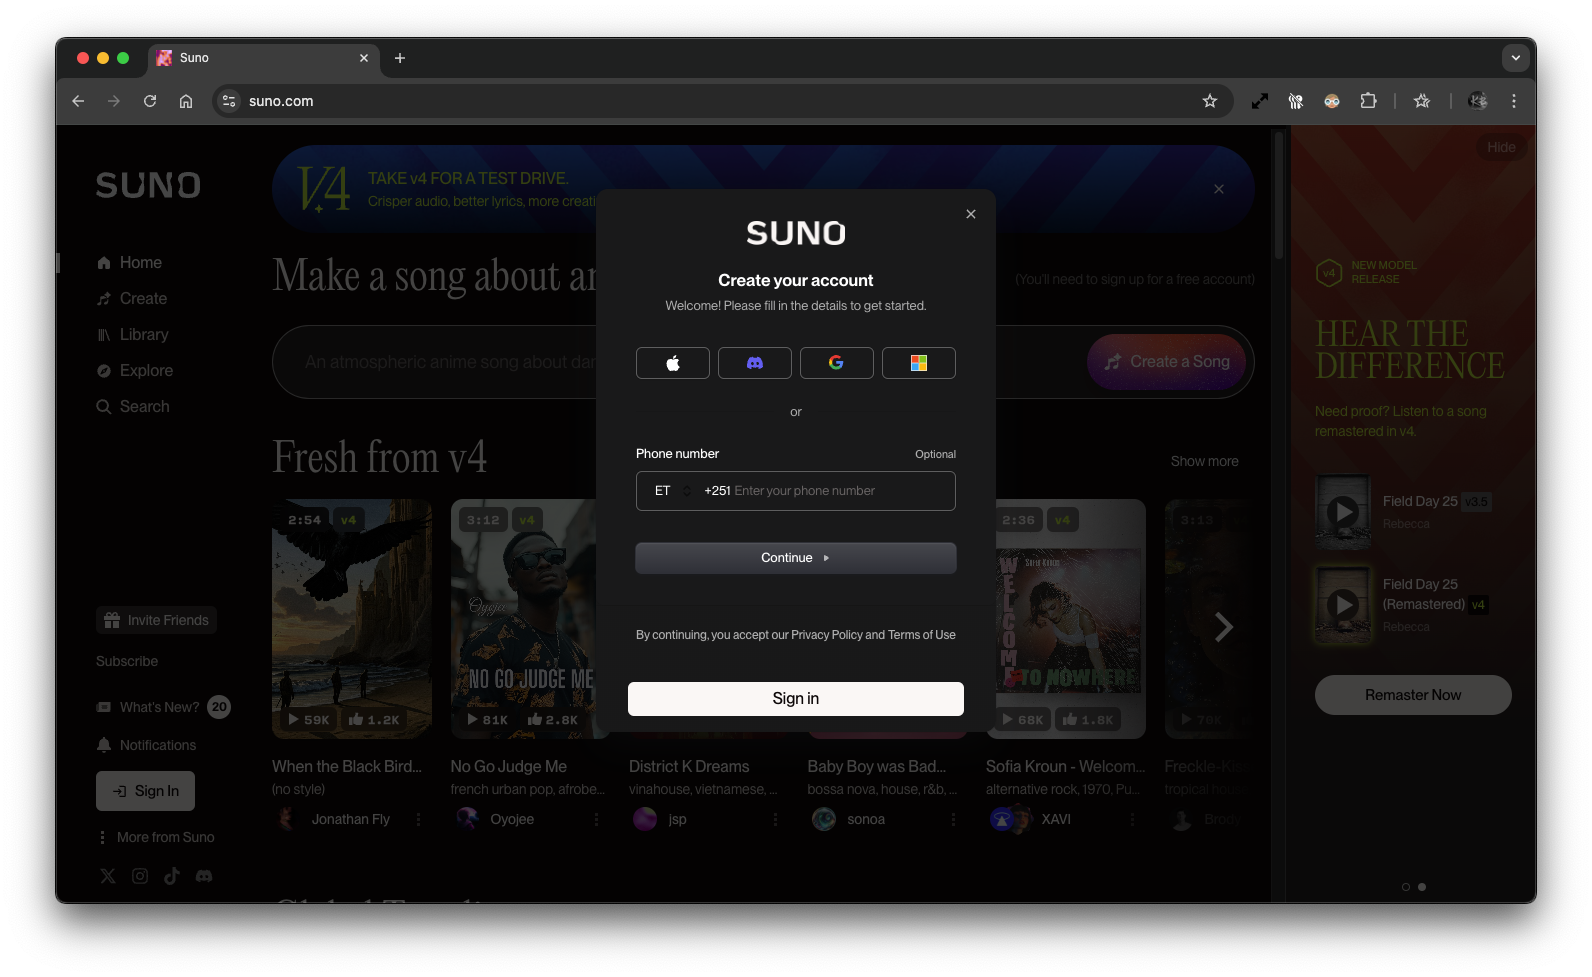 Suno
suno.com
SUNO
Home
Create
Library
Explore
Search
Invite Friends
Subscribe
What's New? 20
Notifications
Sign In
More from Suno
V4
TAKE v4 FOR A TEST DRIVE.
Crisper audio, better lyrics, more creati
Make a song about an
(You'll need to sign up for a free account)
An atmospheric anime song about dan
Create a Song
Fresh from v4
Show more
2:54 v4
59K 1.2K
When the Black Bird...
(no style)
Jonathan Fly
3:12 v4
Oyojoe
NO GO JUDGE ME
81K 2.8K
No Go Judge Me
french urban pop, afrobe...
Oyojee
District K Dreams
vinahouse, vietnamese, ...
jsp
Baby Boy was Bad...
bossa nova, house, r&b, ...
sonoa
2:36 v4
Sofia Kroun
WELCOME
TO NOWHERE
68K 1.8K
Sofia Kroun - Welcom...
alternative rock, 1970, Pu...
XAVI
3:13
78K
Freckle-K
tropical hous
Brody
SUNO
Create your account
Welcome! Please fill in the details to get started.
or
Phone number Optional
ET +251 Enter your phone number
Continue
By continuing, you accept our Privacy Policy and Terms of Use
Sign in
Hide
v4 NEW MODEL
RELEASE
HEAR THE
DIFFERENCE
Need proof? Listen to a song
remastered in v4.
Field Day 25 v3.5
Rebecca
Field Day 25
(Remastered) v4
Rebecca
Remaster Now